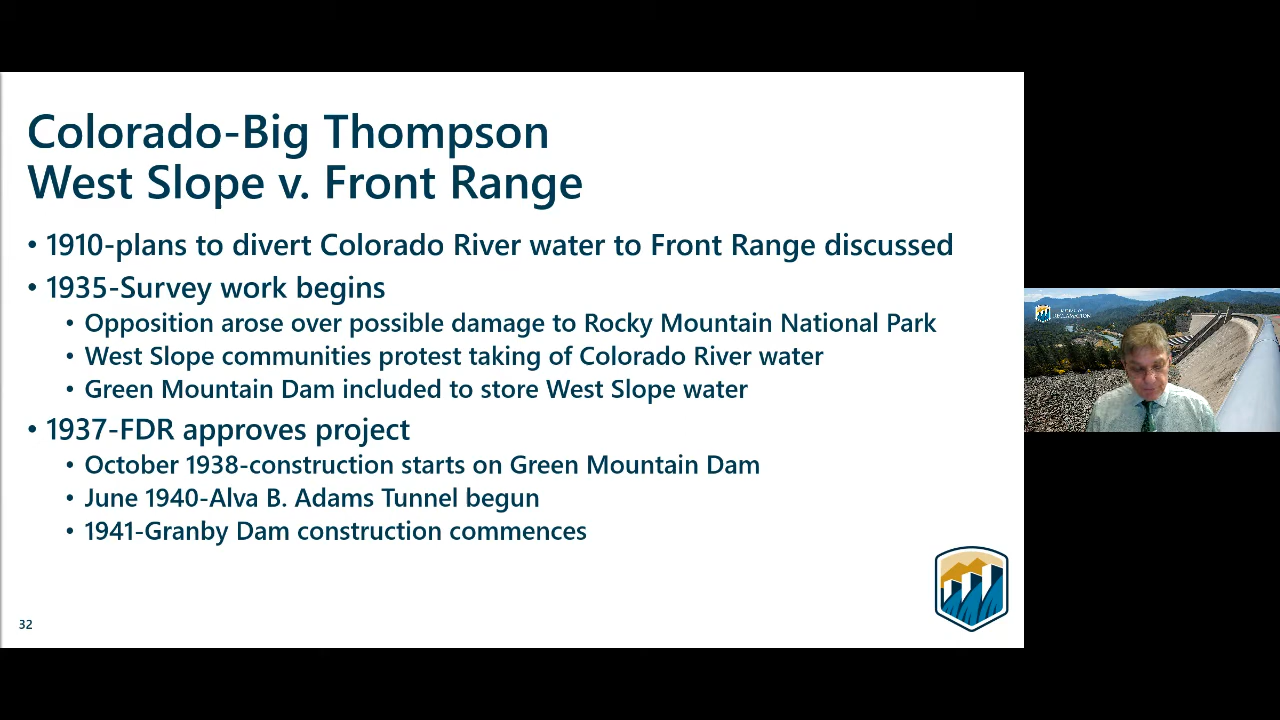 Colorado-Big Thompson
West Slope v. Front Range
• 1910-plans to divert Colorado River water to Front Range discussed
• 1935-Survey work begins
• Opposition arose over possible damage to Rocky Mountain National Park
• West Slope communities protest taking of Colorado River water
• Green Mountain Dam included to store West Slope water
• 1937-FDR approves project
• October 1938-construction starts on Green Mountain Dam
• June 1940-Alva B. Adams Tunnel begun
• 1941-Granby Dam construction commences
32
RECLAMATION